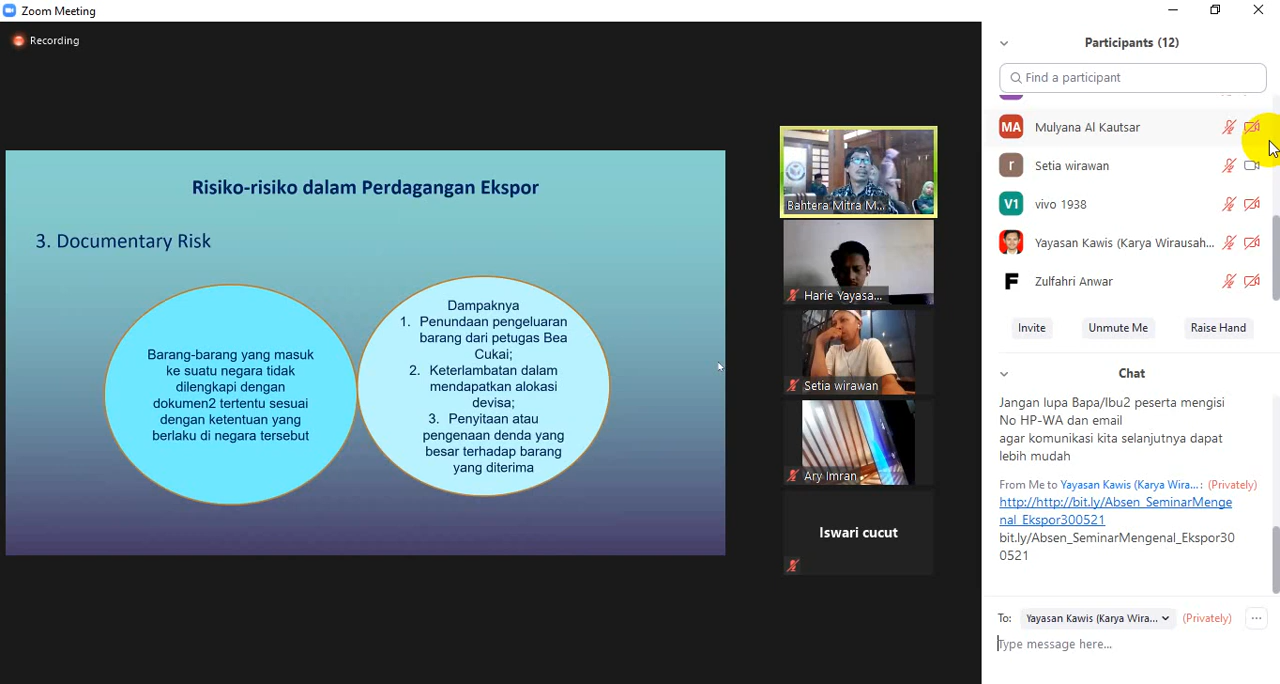 Zoom Meeting
Recording
Risiko-risiko dalam Perdagangan Ekspor
3. Documentary Risk
Barang-barang yang masuk
ke suatu negara tidak
dilengkapi dengan
dokumen2 tertentu sesuai
dengan ketentuan yang
berlaku di negara tersebut
Dampaknya
1. Penundaan pengeluaran
barang dari petugas Bea
Cukai;
2. Keterlambatan dalam
mendapatkan alokasi
devisa;
3. Penyitaan atau
pengenaan denda yang
besar terhadap barang
yang diterima
Bahtera Mitra M...
Harie Yayasa...
Setia wirawan
Ary Imran
Iswari cucut
Participants (12)
Find a participant
MA Mulyana Al Kautsar
r Setia wirawan
V1 vivo 1938
Yayasan Kawis (Karya Wirausah...
F Zulfahri Anwar
Invite Unmute Me Raise Hand
Chat
Jangan lupa Bapa/Ibu2 peserta mengisi
No HP-WA dan email
agar komunikasi kita selanjutnya dapat
lebih mudah
From Me to Yayasan Kawis (Karya Wira... : (Privately)
http://http://bit.ly/Absen_SeminarMenge
nal_Ekspor300521
bit.ly/Absen_SeminarMengenal_Ekspor30
0521
To: Yayasan Kawis (Karya Wira... (Privately) ...
Type message here...